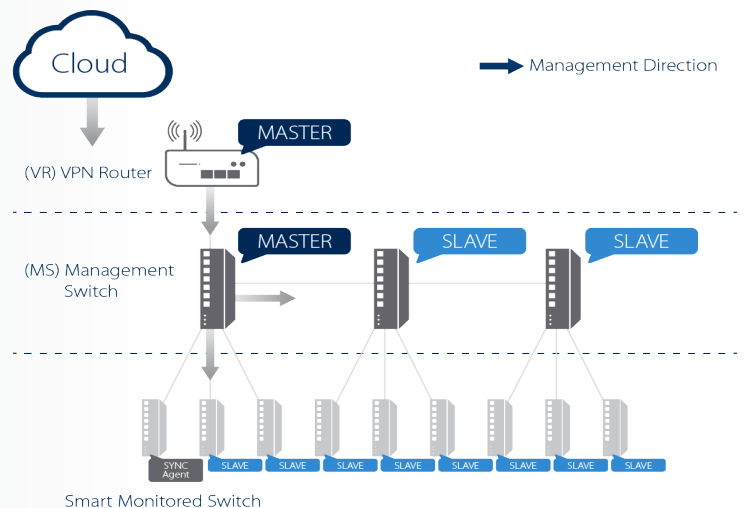 Cloud
Management Direction
MASTER
(VR) VPN Router
MASTER
SLAVE
SLAVE
(MS) Management
Switch
SYNC
Agent
SLAVE
SLAVE
SLAVE
SLAVE
SLAVE
SLAVE
SLAVE
SLAVE
Smart Monitored Switch